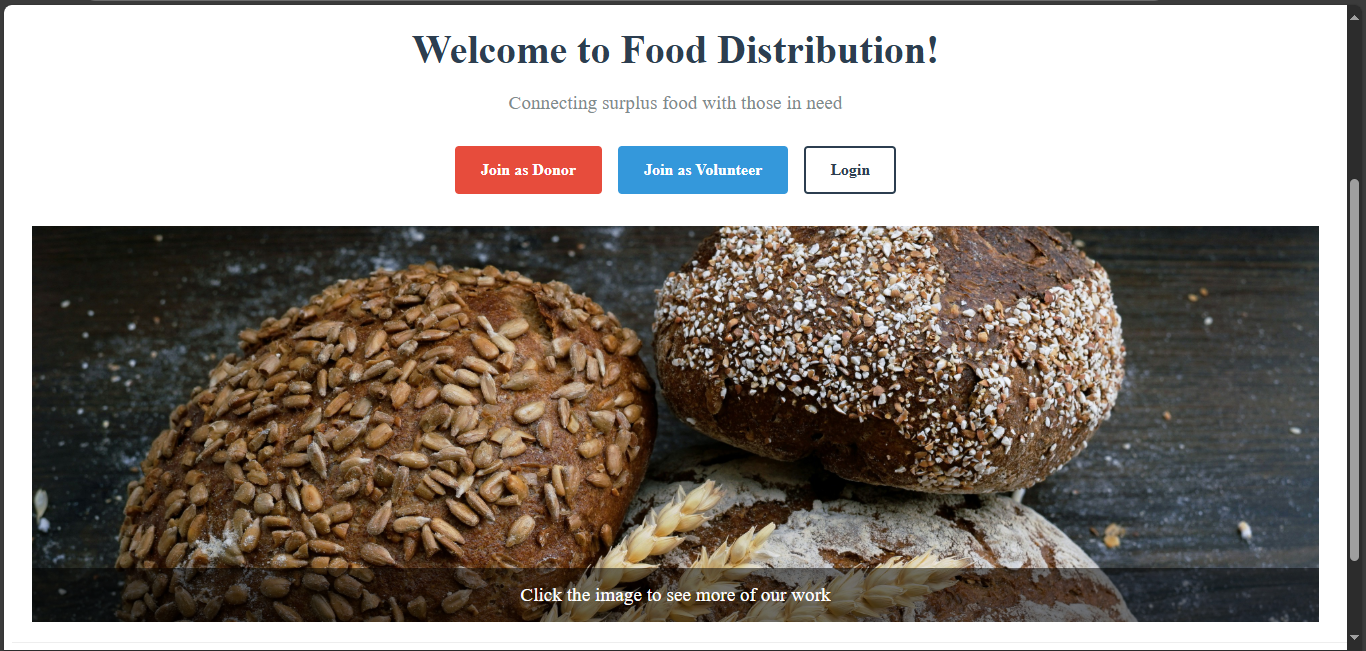 Welcome to Food Distribution!
Connecting surplus food with those in need
Join as Donor
Join as Volunteer
Login
Click the image to see more of our work